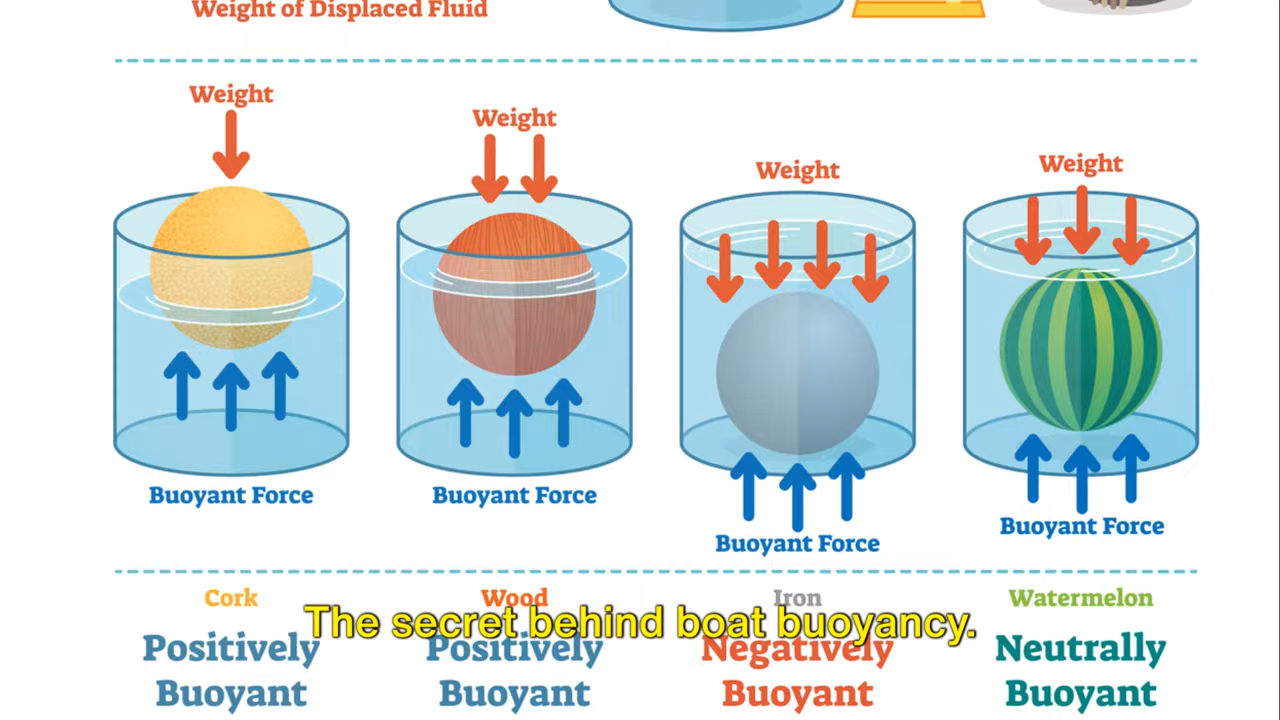 Weight of Displaced Fluid
Weight
Weight
Weight
Weight
Buoyant Force
Buoyant Force
Buoyant Force
Buoyant Force
Cork
Wood
Iron
Watermelon
The secret behind boat buoyancy.
Positively
Buoyant
Positively
Buoyant
Negatively
Buoyant
Neutrally
Buoyant